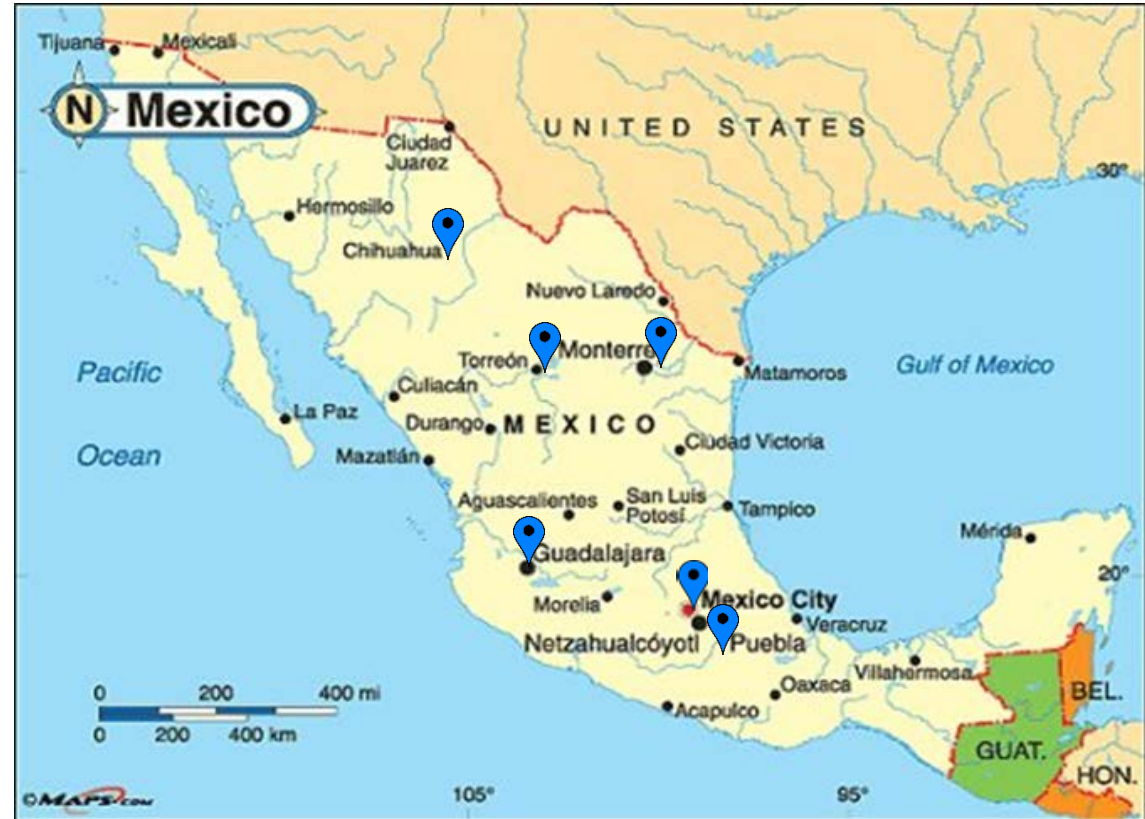 Tijuana
Mexicali
N Mexico
UNITED STATES
Ciudad
Juarez
30°
Hermosillo
Chihuahua
Nuevo Laredo
Monterre
Torreón
Matamoros
Gulf of Mexico
Pacific
Ocean
Culiacán
La Paz
Durango
MEXICO
Ciudad Victoria
Mazatlán
Aguascalientes
San Luis
Potosí
Tampico
Mérida
Guadalajara
20°
Morelia
Mexico City
Veracruz
Netzahualcóyotl
Puebla
Villahermosa
Oaxaca
Acapulco
BEL.
GUAT.
HON.
0 200 400 mi
0 200 400 km
105°
95°
©MAPS.COM